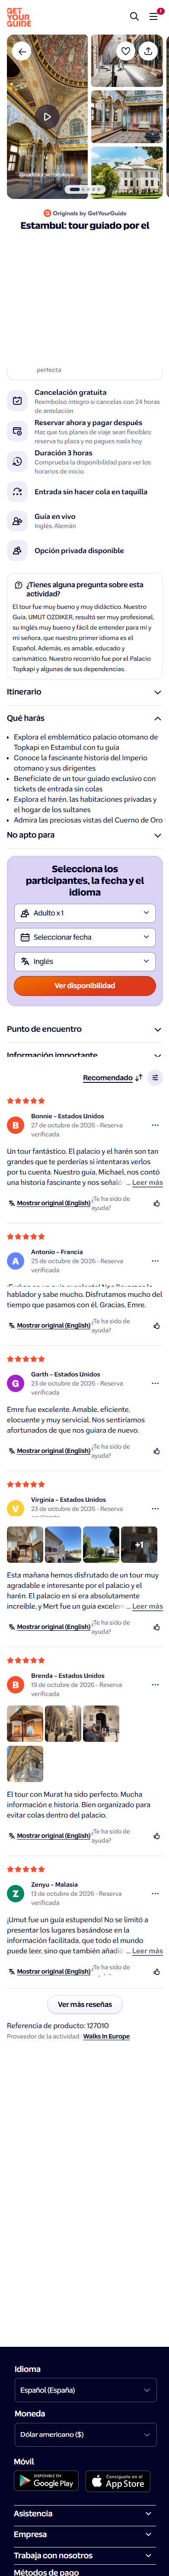 GET
YOUR
GUIDE
1
Originals by GetYourGuide
Estambul: tour guiado por el
perfecta
Cancelación gratuita
Reembolso íntegro si cancelas con 24 horas
de antelación
Reservar ahora y pagar después
Haz que tus planes de viaje sean flexibles:
reserva tu plaza y no pagues nada hoy
Duración 3 horas
Comprueba la disponibilidad para ver los
horarios de inicio
Entrada sin hacer cola en taquilla
Guía en vivo
Inglés, Alemán
Opción privada disponible
¿Tienes alguna pregunta sobre esta
actividad?
El tour fue muy bueno y muy didáctico. Nuestro
Guía, UMUT OZDIKER, resultó ser muy profesional,
su Inglés muy bueno y fácil de entender para mí y
mi señora, que nuestro primer idioma es el
Español. Además, es amable, educado y
carismático. Nuestro recorrido fue por el Palacio
Topkapi y algunas de sus dependencias.
Itinerario
Qué harás
Explora el emblemático palacio otomano de
Topkapi en Estambul con tu guía
Conoce la fascinante historia del Imperio
otomano y sus dirigentes
Benefíciate de un tour guiado exclusivo con
tickets de entrada sin colas
Explora el harén, las habitaciones privadas y
el hogar de los sultanes
Admira las preciosas vistas del Cuerno de Oro
No apto para
Selecciona los
participantes, la fecha y el
idioma
Adulto x 1
Seleccionar fecha
Inglés
Ver disponibilidad
Punto de encuentro
Información importante
Recomendado
B
Bonnie – Estados Unidos
27 de octubre de 2026 - Reserva
verificada
Un tour fantástico. El palacio y el harén son tan
grandes que te perderías si intentaras verlos
por tu cuenta. Nuestro guía, Michael, nos contó
una historia fascinante y nos señaló ... Leer más
Mostrar original (English)
¿Te ha sido de
ayuda?
A
Antonio – Francia
25 de octubre de 2026 - Reserva
verificada
hablador y sabe mucho. Disfrutamos mucho del
tiempo que pasamos con él. Gracias, Emre.
Mostrar original (English)
¿Te ha sido de
ayuda?
G
Garth – Estados Unidos
23 de octubre de 2026 - Reserva
verificada
Emre fue excelente. Amable, eficiente,
elocuente y muy servicial. Nos sentiríamos
afortunados de que nos guiara de nuevo.
Mostrar original (English)
¿Te ha sido de
ayuda?
V
Virginia – Estados Unidos
23 de octubre de 2026 - Reserva
+1
Esta mañana hemos disfrutado de un tour muy
agradable e interesante por el palacio y el
harén. El palacio en sí era absolutamente
increíble, y Mert fue un guía excelente ... Leer más
Mostrar original (English)
¿Te ha sido de
ayuda?
B
Brenda – Estados Unidos
19 de octubre de 2026 - Reserva
verificada
El tour con Murat ha sido perfecto. Mucha
información e historia. Bien organizado para
evitar colas dentro del palacio.
Mostrar original (English)
¿Te ha sido de
ayuda?
Z
Zenyu – Malasia
13 de octubre de 2026 - Reserva
verificada
¡Umut fue un guía estupendo! No se limitó a
presentar los lugares basándose en la
información facilitada, que todo el mundo
puede leer, sino que también añadió ... Leer más
Mostrar original (English)
¿Te ha sido de
Ver más reseñas
Referencia de producto: 127010
Proveedor de la actividad: Walks In Europe
Idioma
Español (España)
Moneda
Dólar americano ($)
Móvil
DISPONIBLE EN
Google Play
Consíguelo en el
App Store
Asistencia
Empresa
Trabaja con nosotros
Métodos de pago